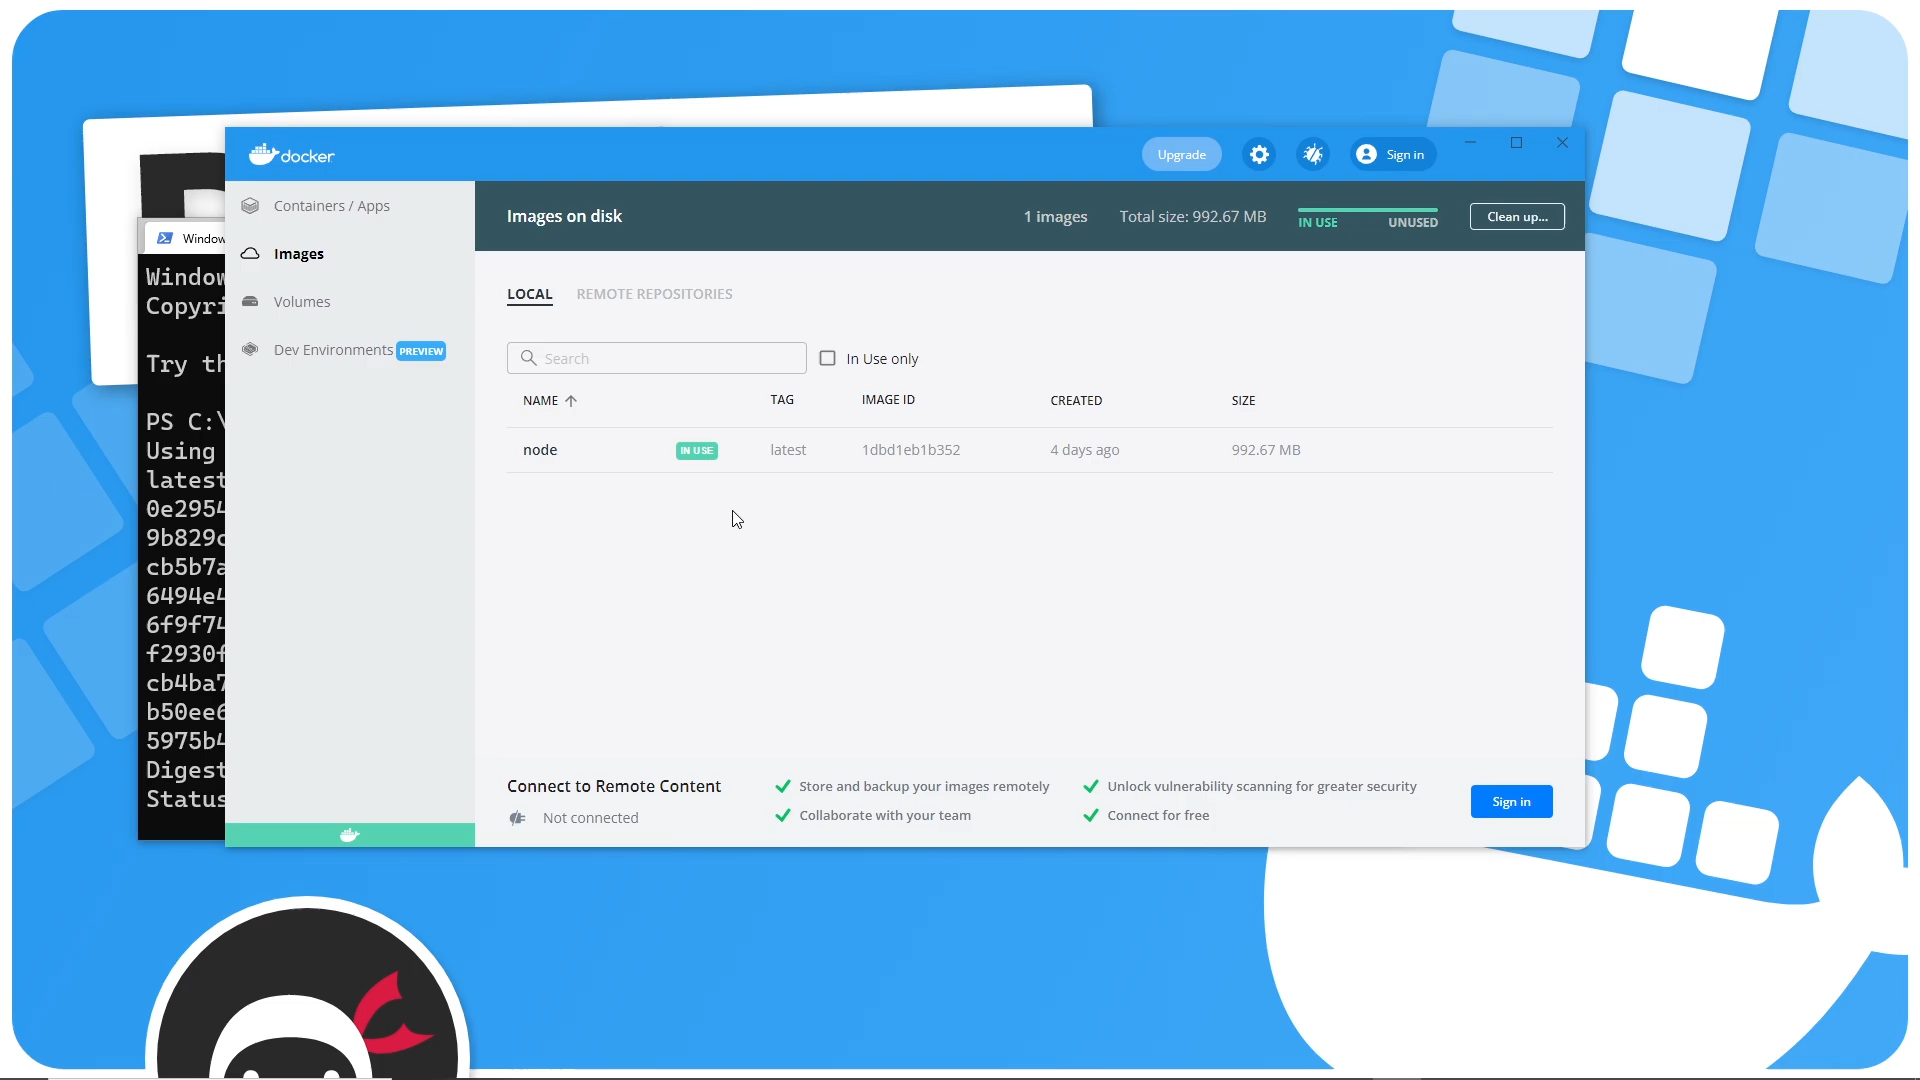 docker
Upgrade
Sign in
Containers / Apps
Images
Volumes
Dev Environments PREVIEW
Images on disk
1 images
Total size: 992.67 MB
IN USE
UNUSED
Clean up...
LOCAL
REMOTE REPOSITORIES
Search
In Use only
NAME TAG IMAGE ID CREATED SIZE
node IN USE latest 1dbd1eb1b352 4 days ago 992.67 MB
Connect to Remote Content
Not connected
Store and backup your images remotely
Collaborate with your team
Unlock vulnerability scanning for greater security
Connect for free
Sign in
Window
Window
Copyri
Try th
PS C:\
Using
latest
0e2954
9b829c
cb5b7a
6494e4
6f9f74
f2930f
cb4ba7
b50ee6
5975b4
Digest
Status